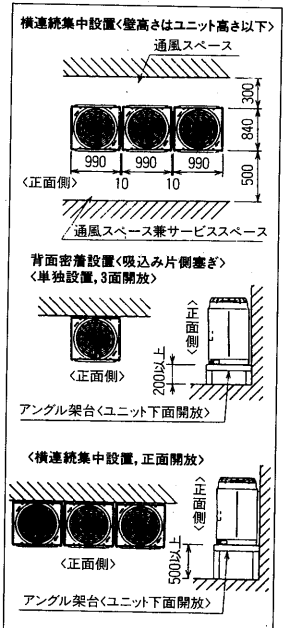 横連続集中設置<壁高さはユニット高さ以下>
通風スペース
300
840
500
990 990 990
10 10
<正面側>
通風スペース兼サービススペース
背面密着設置<吸込み片側塞ぎ>
<単独設置,3面開放>
<正面側>
<正面側>
200以上
アングル架台<ユニット下面開放>
<横連続集中設置,正面開放>
<正面側>
<正面側>
500以上
アングル架台<ユニット下面開放>